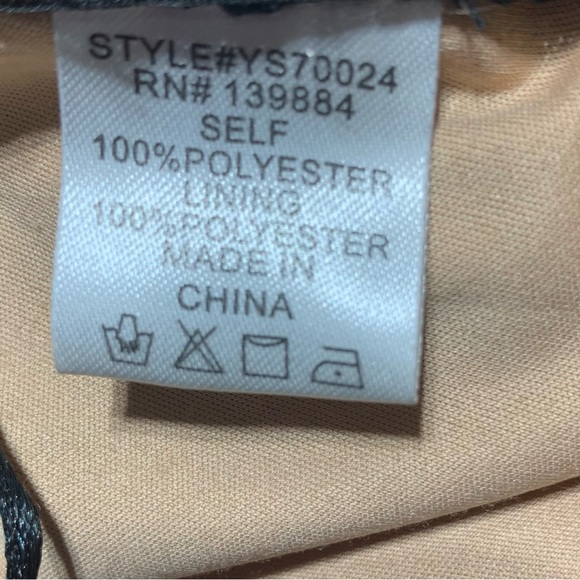 STYLE#YS70024
RN# 139884
SELF
100%POLYESTER
LINING
100%POLYESTER
MADE IN
CHINA